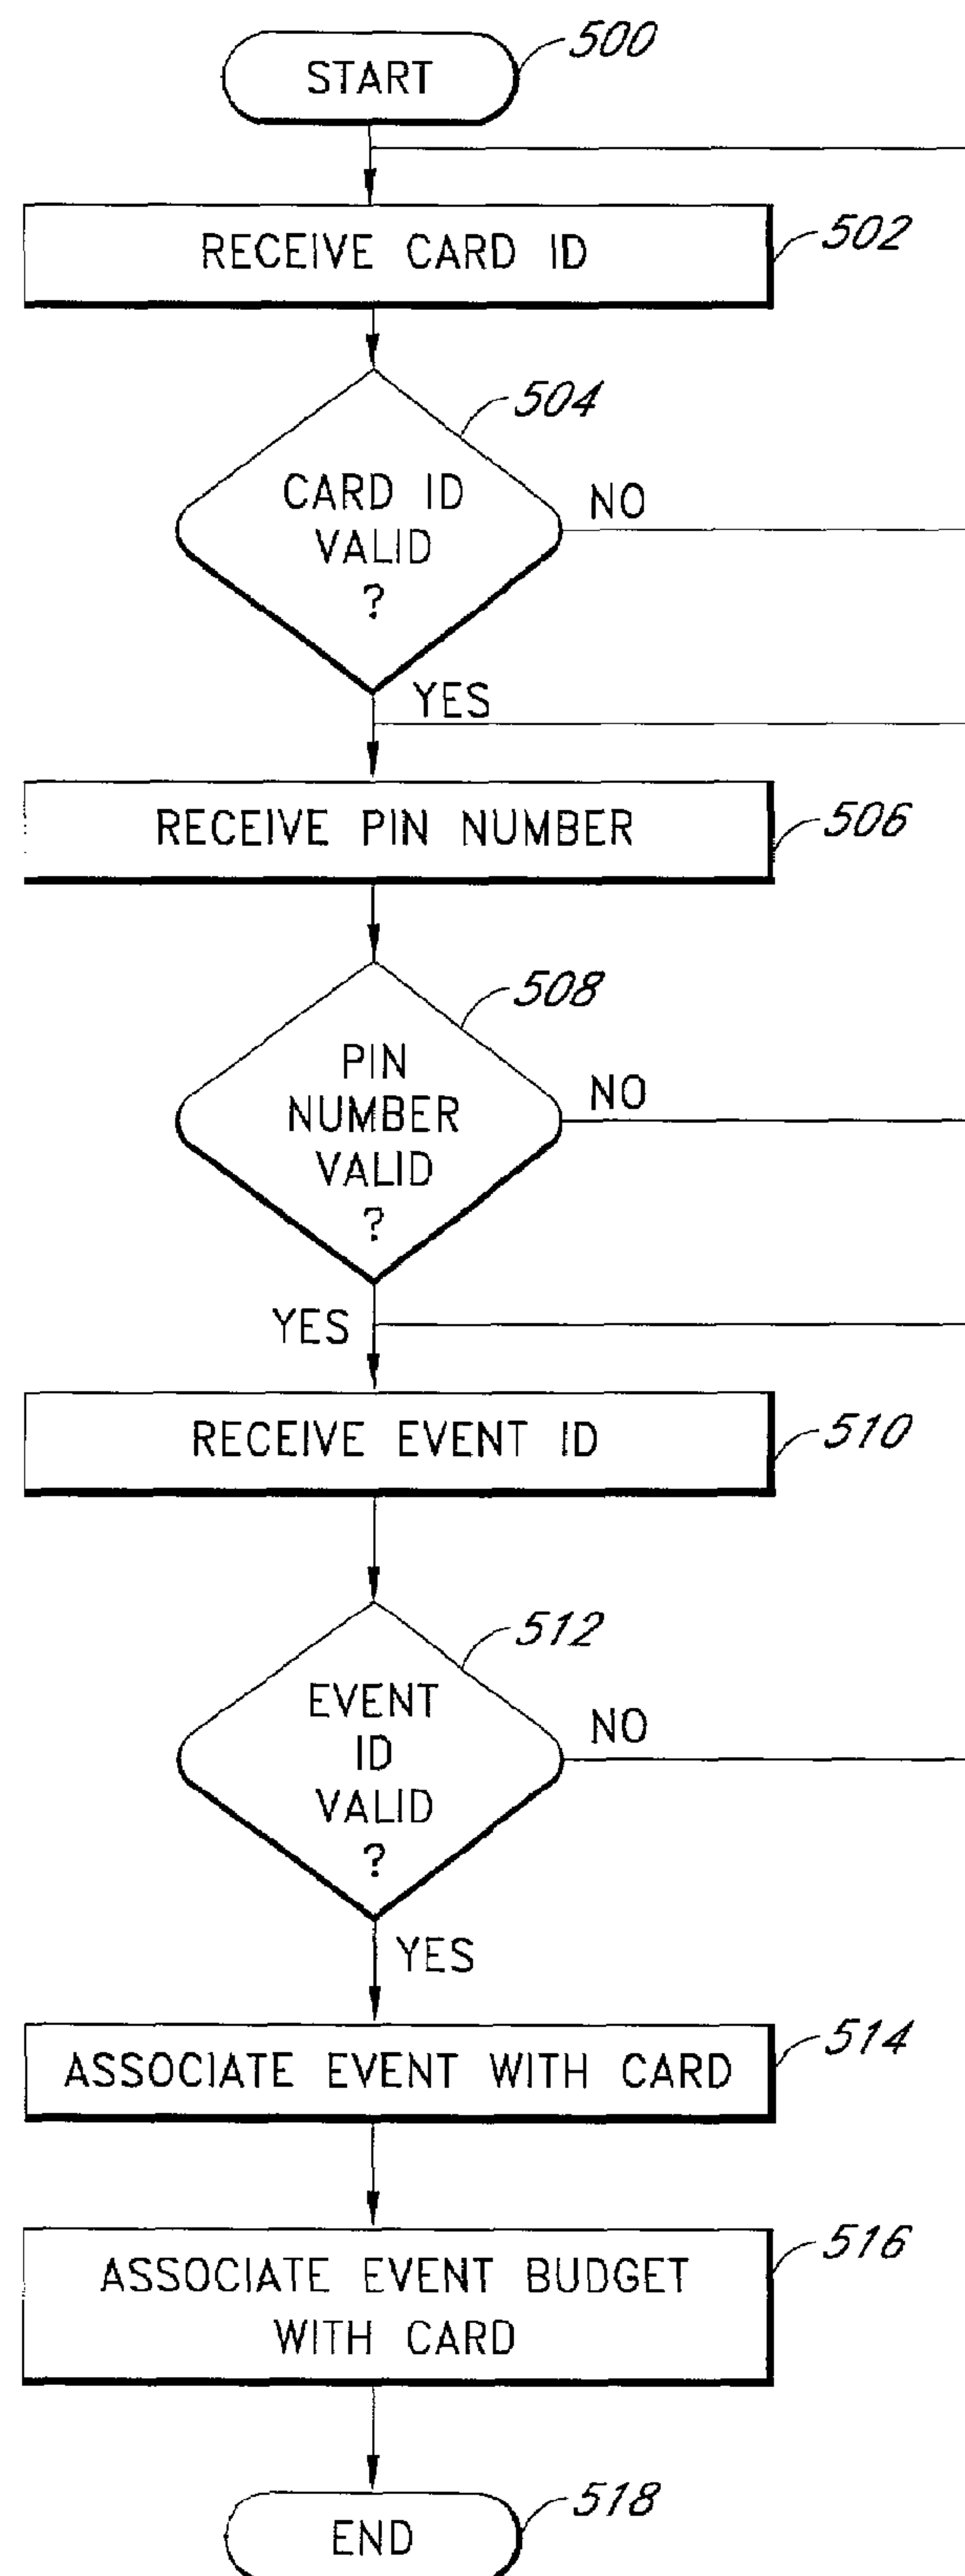 START
500
RECEIVE CARD ID
502
504
CARD ID
VALID
?
NO
YES
RECEIVE PIN NUMBER
506
508
PIN
NUMBER
VALID
?
NO
YES
RECEIVE EVENT ID
510
512
EVENT
ID
VALID
?
NO
YES
ASSOCIATE EVENT WITH CARD
514
ASSOCIATE EVENT BUDGET
WITH CARD
516
END
518